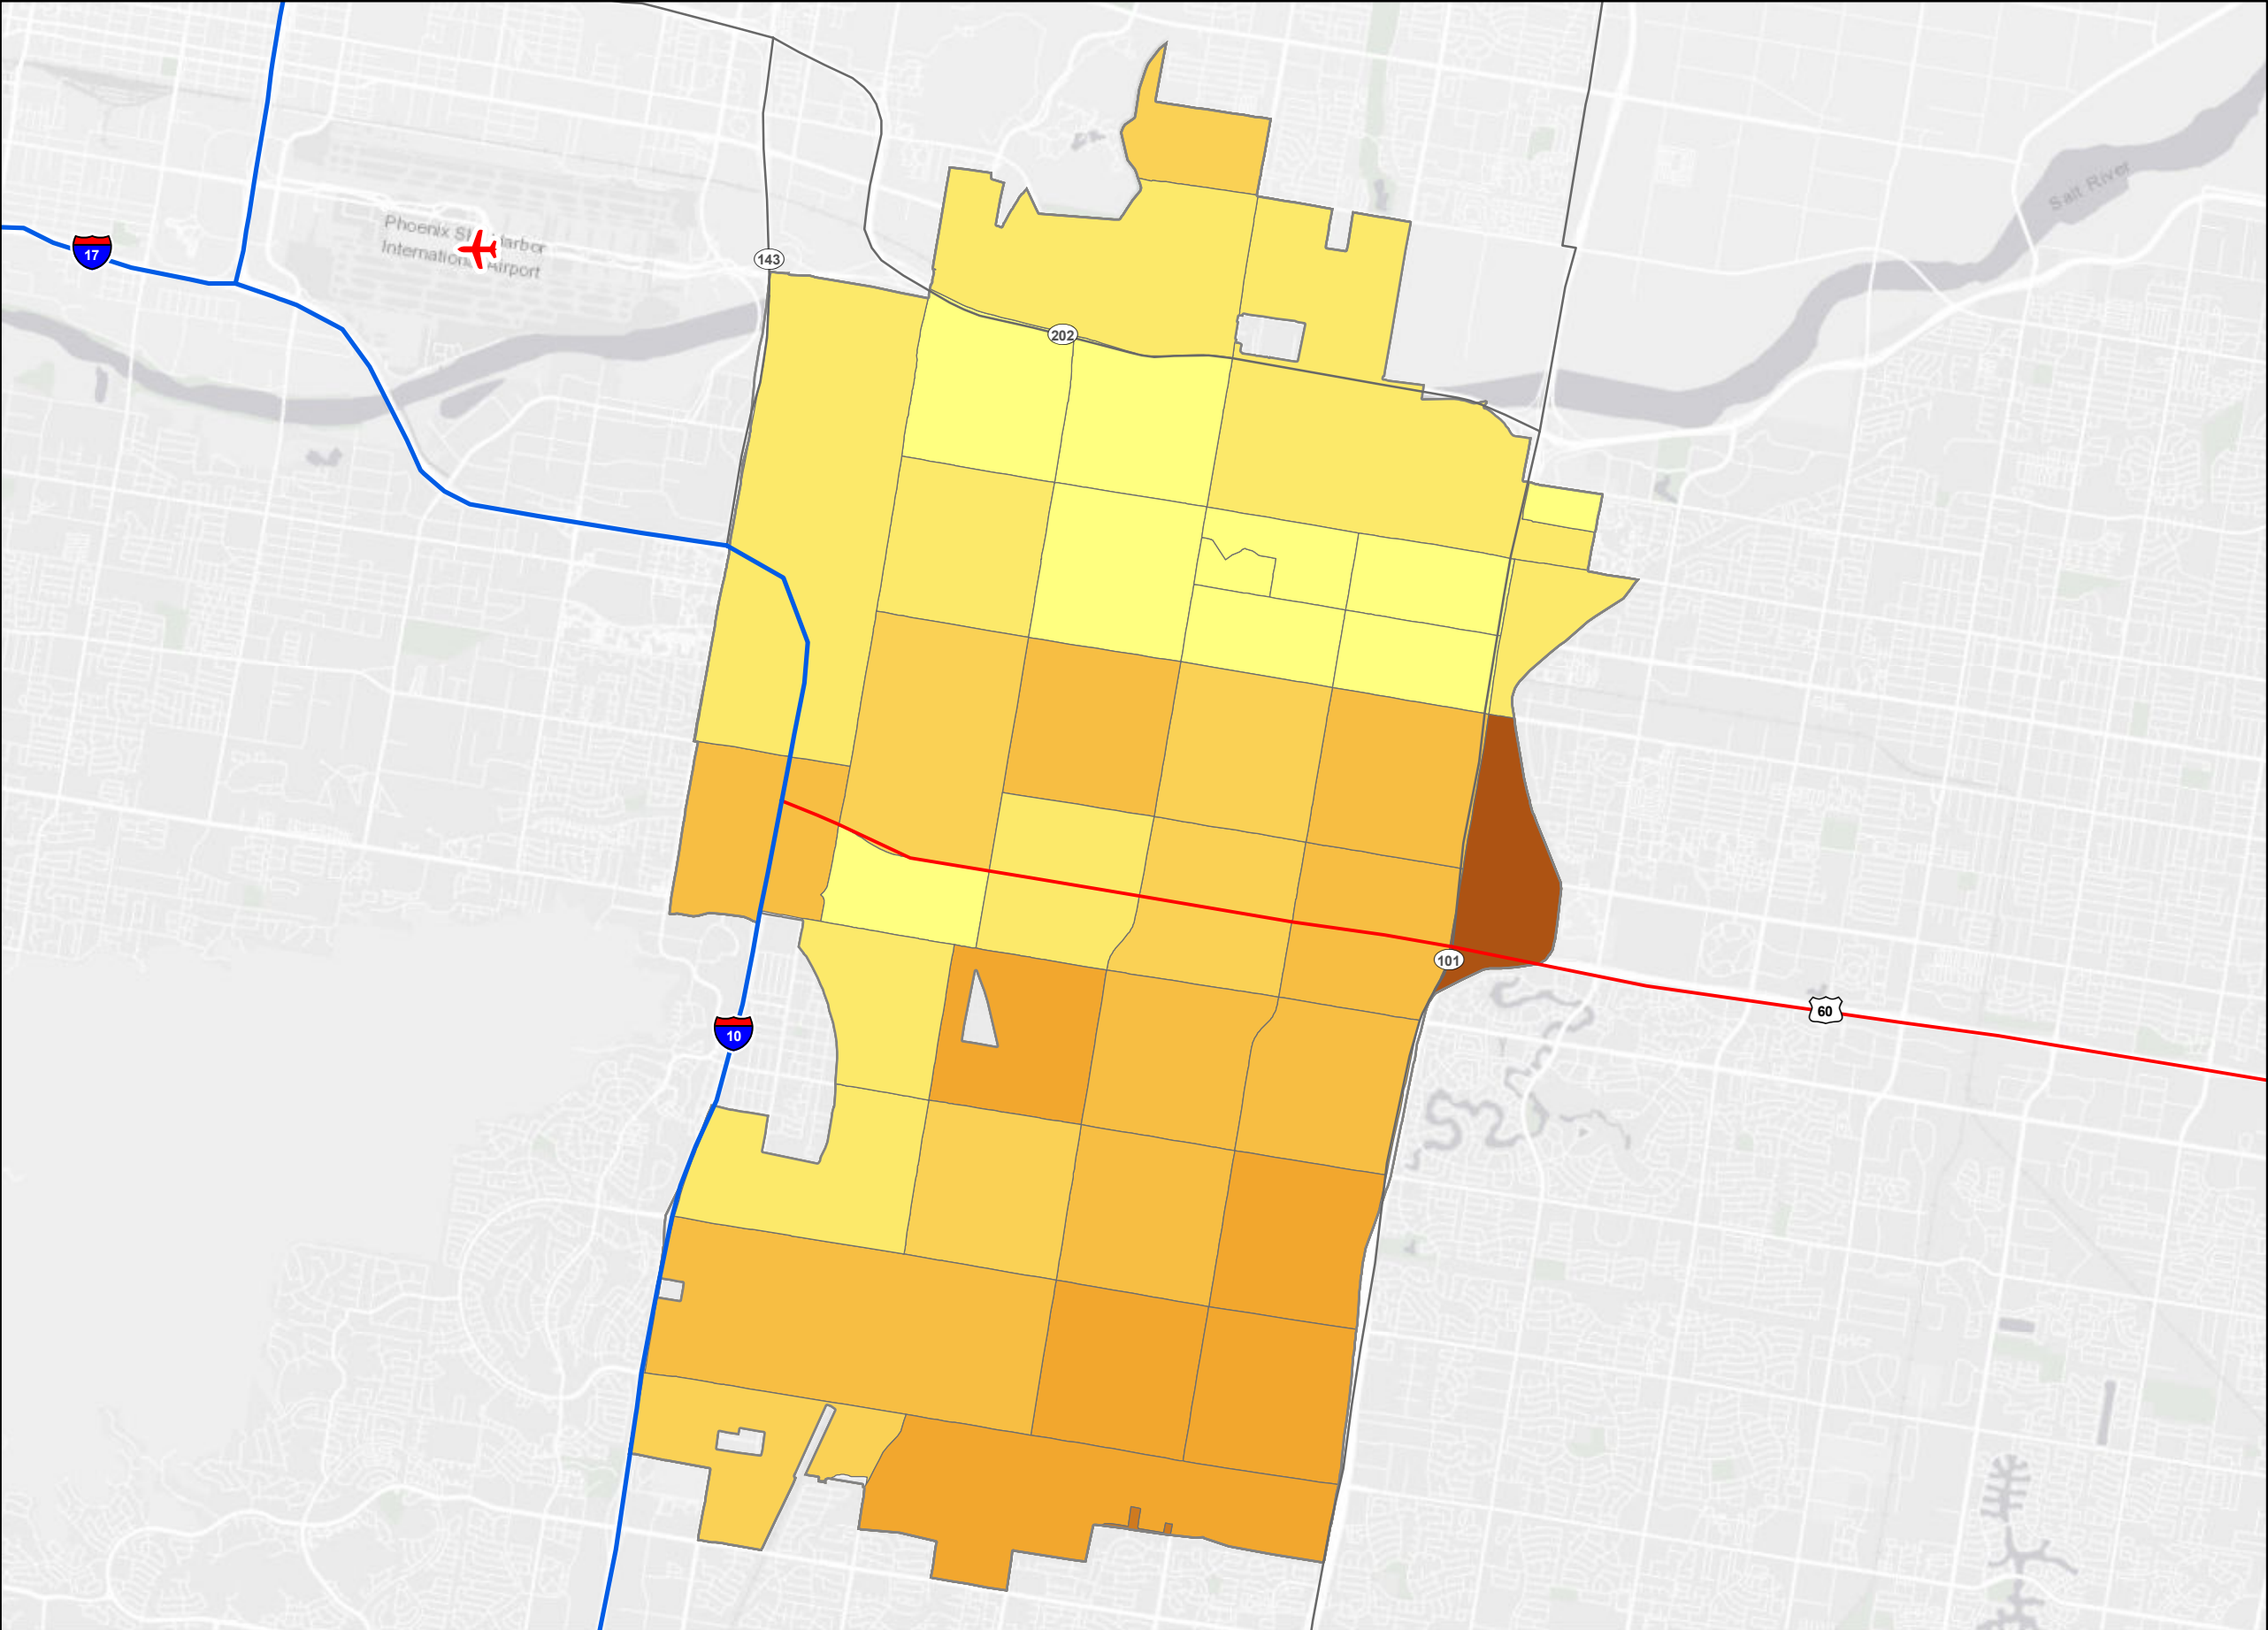 Salt River
Phoenix Sky Harbor
International Airport
17
143
202
101
60
10